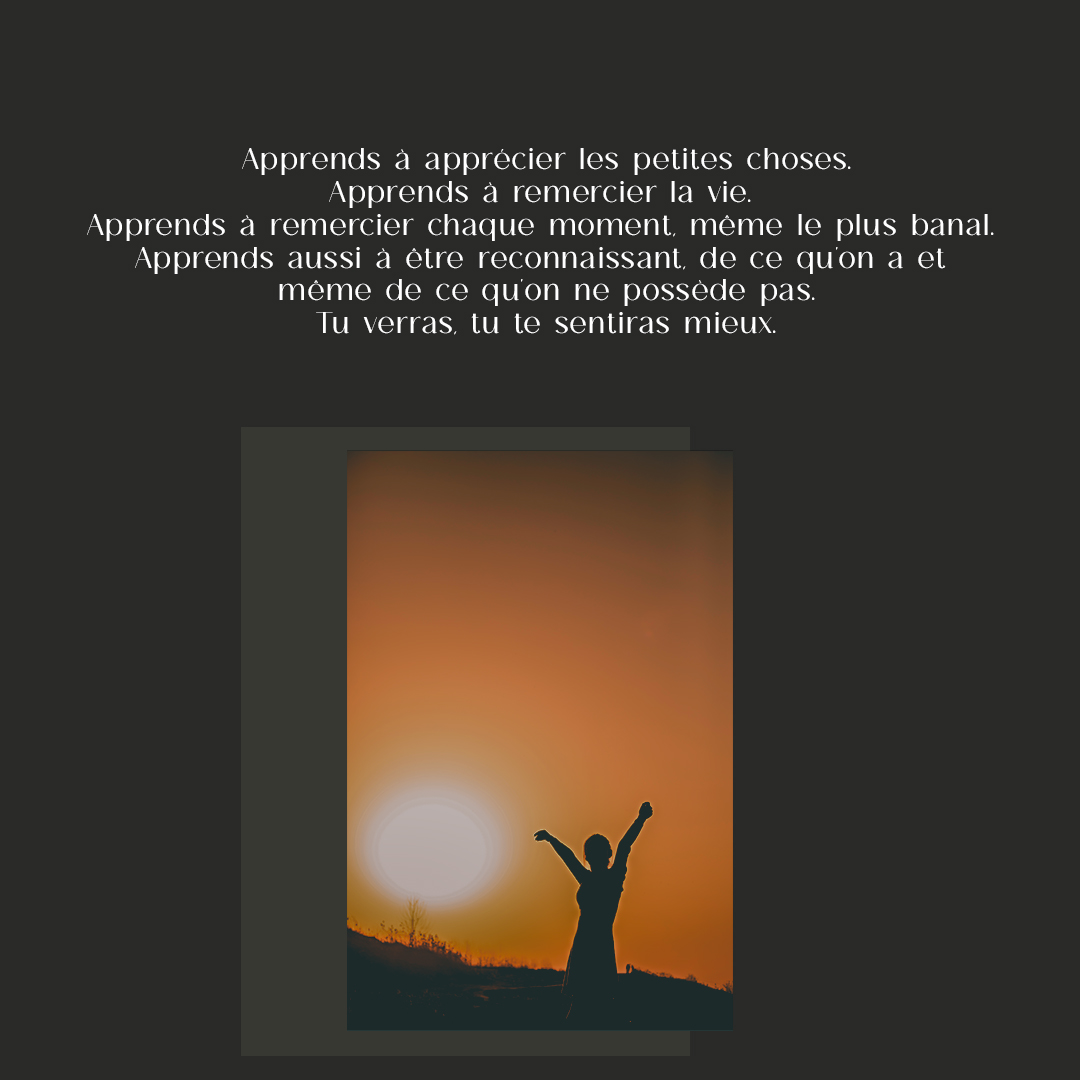 Apprends à apprécier les petites choses.
Apprends à remercier la vie.
Apprends à remercier chaque moment, même le plus banal.
Apprends aussi à être reconnaissant, de ce qu'on a et
même de ce qu'on ne possède pas.
Tu verras, tu te sentiras mieux.